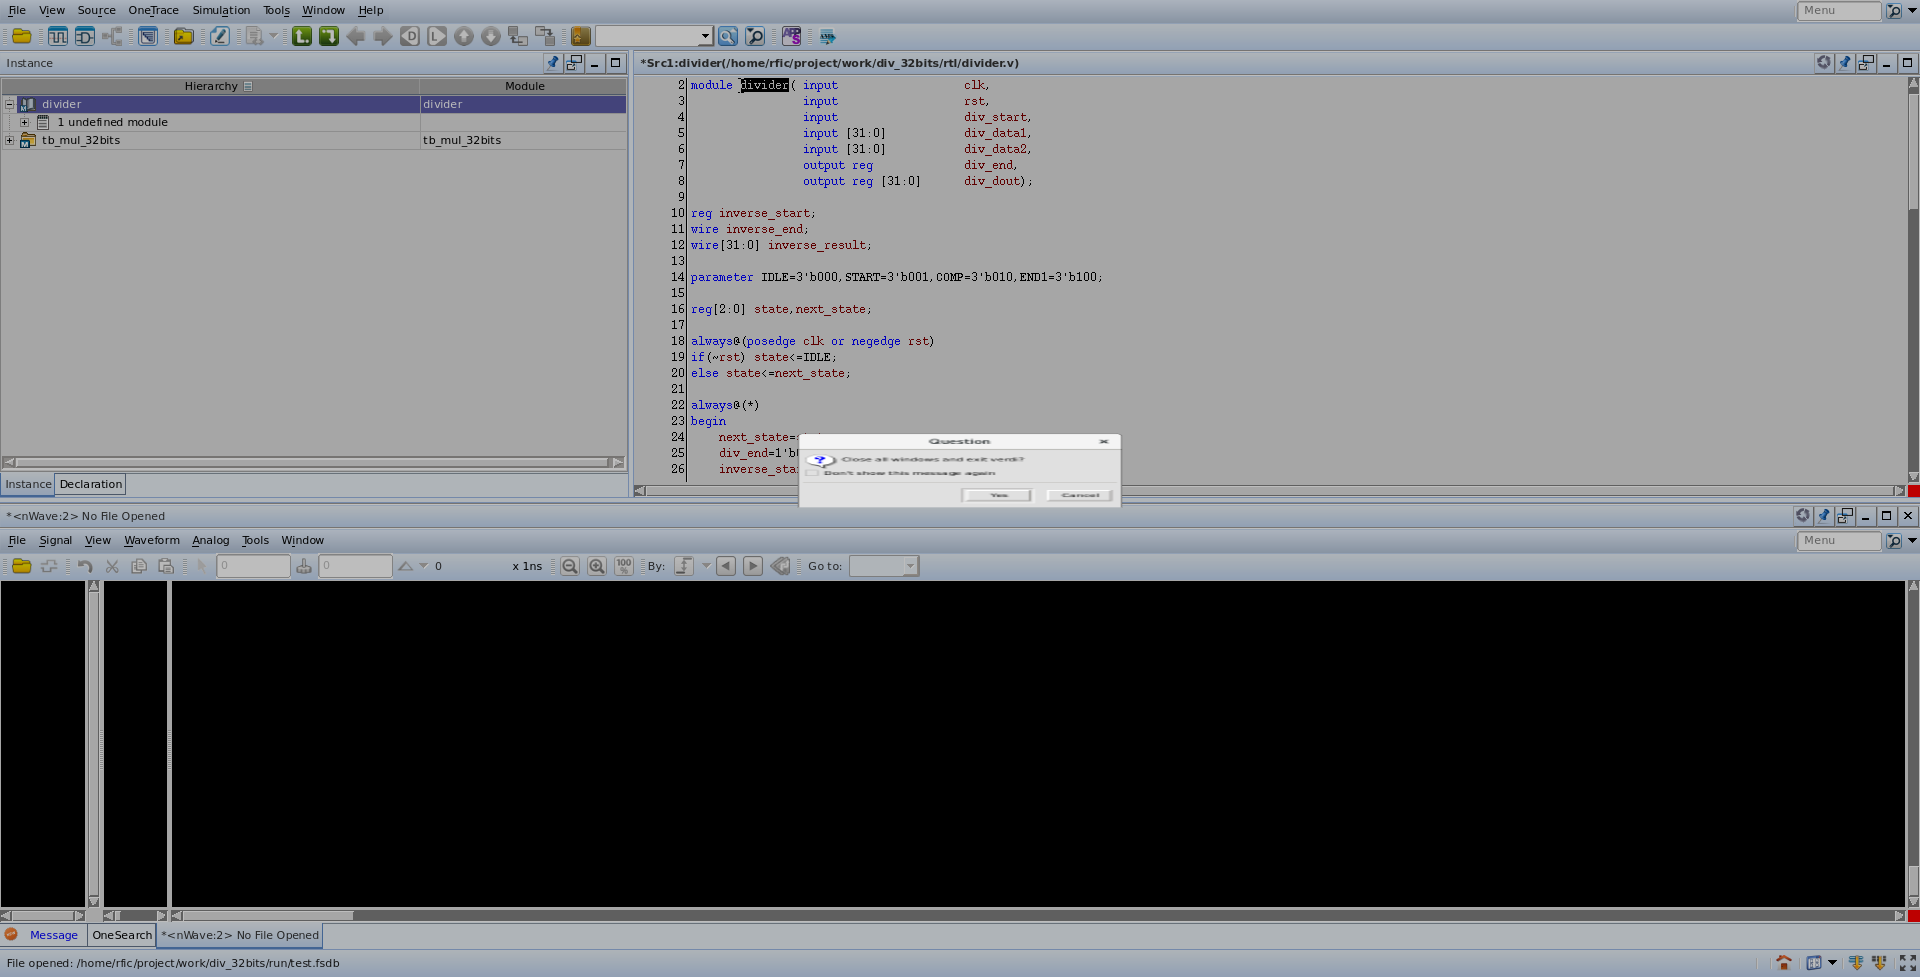 File View Source OneTrace Simulation Tools Window Help Menu
Instance
*Src1:divider(/home/rfic/project/work/div_32bits/rtl/divider.v)
Hierarchy Module
divider divider
1 undefined module
tb_mul_32bits tb_mul_32bits
Instance Declaration
2 module divider( input clk,
3 input rst,
4 input div_start,
5 input [31:0] div_data1,
6 input [31:0] div_data2,
7 output reg div_end,
8 output reg [31:0] div_dout);
9
10 reg inverse_start;
11 wire inverse_end;
12 wire[31:0] inverse_result;
13
14 parameter IDLE=3'b000,START=3'b001,COMP=3'b010,END1=3'b100;
15
16 reg[2:0] state,next_state;
17
18 always@(posedge clk or negedge rst)
19 if(~rst) state<=IDLE;
20 else state<=next_state;
21
22 always@(*)
23 begin
24 next_state=
25 div_end=1'b
26 inverse_sta
Question
Close all windows and exit verdi?
Don't show this message again
Yes Cancel
*<nWave:2> No File Opened
File Signal View Waveform Analog Tools Window Menu
0 0 0 x 1ns 100 % By: Go to:
Message OneSearch *<nWave:2> No File Opened
File opened: /home/rfic/project/work/div_32bits/run/test.fsdb